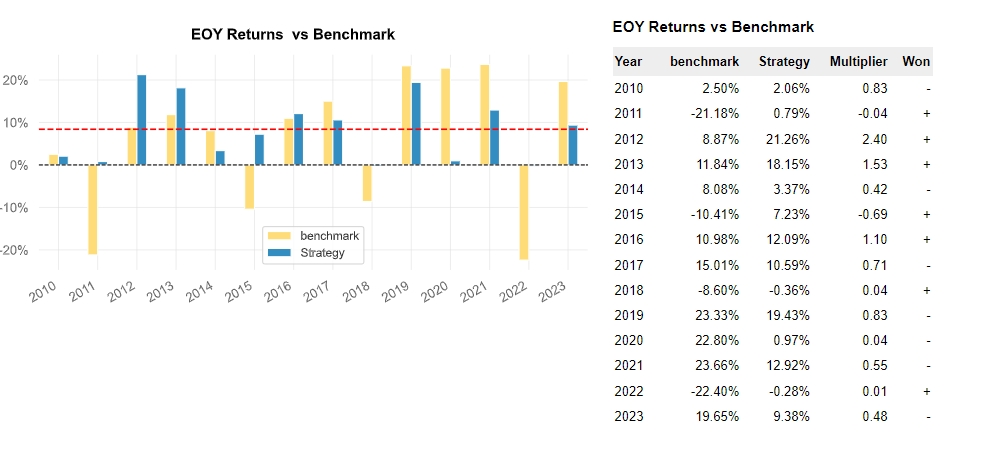 EOY Returns vs Benchmark
20%
10%
0%
-10%
-20%
benchmark
Strategy
2010 2011 2012 2013 2014 2015 2016 2017 2018 2019 2020 2021 2022 2023
EOY Returns vs Benchmark
Year benchmark Strategy Multiplier Won
2010 2.50% 2.06% 0.83 -
2011 -21.18% 0.79% -0.04 +
2012 8.87% 21.26% 2.40 +
2013 11.84% 18.15% 1.53 +
2014 8.08% 3.37% 0.42 -
2015 -10.41% 7.23% -0.69 +
2016 10.98% 12.09% 1.10 +
2017 15.01% 10.59% 0.71 -
2018 -8.60% -0.36% 0.04 +
2019 23.33% 19.43% 0.83 -
2020 22.80% 0.97% 0.04 -
2021 23.66% 12.92% 0.55 -
2022 -22.40% -0.28% 0.01 +
2023 19.65% 9.38% 0.48 -